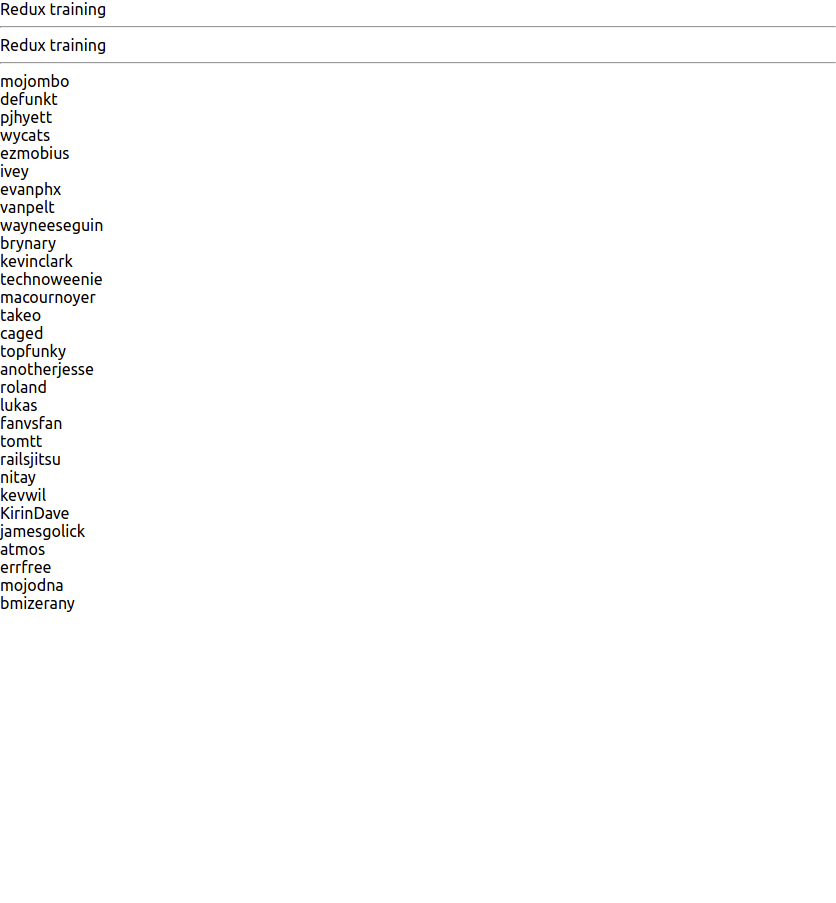 Redux training
Redux training
mojombo
defunkt
pjhyett
wycats
ezmobius
ivey
evanphx
vanpelt
wayneeseguin
brynary
kevinclark
technoweenie
macournoyer
takeo
caged
topfunky
anotherjesse
roland
lukas
fanvsfan
tomtt
railsjitsu
nitay
kevwil
KirinDave
jamesgolick
atmos
errfree
mojodna
bmizerany